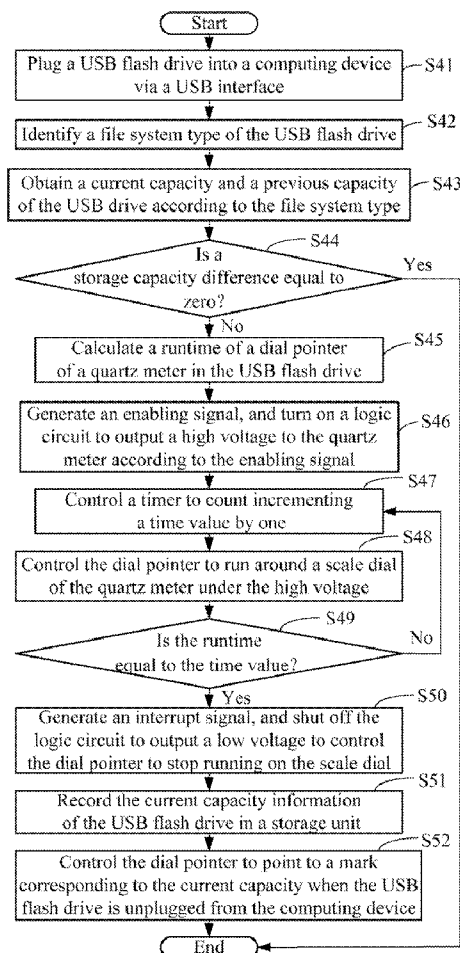 Start
Plug a USB flash drive into a computing device
via a USB interface
S41
Identify a file system type of the USB flash drive
S42
Obtain a current capacity and a previous capacity
of the USB drive according to the file system type
S43
Is a
storage capacity difference equal to
zero?
S44
Yes
No
Calculate a runtime of a dial pointer
of a quartz meter in the USB flash drive
S45
Generate an enabling signal, and turn on a logic
circuit to output a high voltage to the quartz
meter according to the enabling signal
S46
Control a timer to count incrementing
a time value by one
S47
Control the dial pointer to run around a scale dial
of the quartz meter under the high voltage
S48
Is the runtime
equal to the time value?
S49
No
Yes
Generate an interrupt signal, and shut off the
logic circuit to output a low voltage to control
the dial pointer to stop running on the scale dial
S50
Record the current capacity information
of the USB flash drive in a storage unit
S51
Control the dial pointer to point to a mark
corresponding to the current capacity when the USB
flash drive is unplugged from the computing device
S52
End